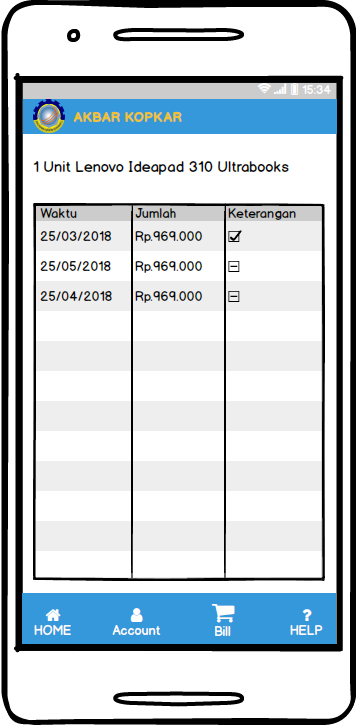 15:34
AKBAR KOPKAR
1 Unit Lenovo Ideapad 310 Ultrabooks
Waktu Jumlah Keterangan
25/03/2018 Rp.969.000
25/05/2018 Rp.969.000
25/04/2018 Rp.969.000
HOME Account Bill HELP